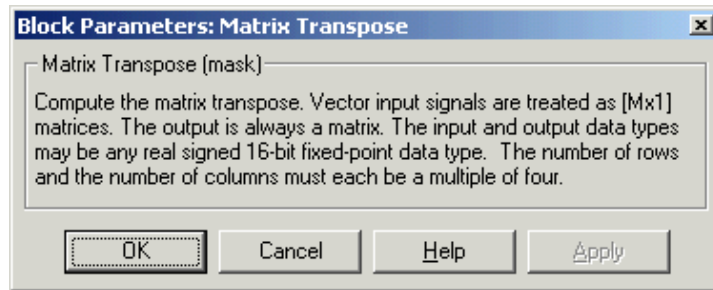 Block Parameters: Matrix Transpose
Matrix Transpose (mask)
Compute the matrix transpose. Vector input signals are treated as [Mx1]
matrices. The output is always a matrix. The input and output data types
may be any real signed 16-bit fixed-point data type.  The number of rows
and the number of columns must each be a multiple of four.
OK Cancel Help Apply